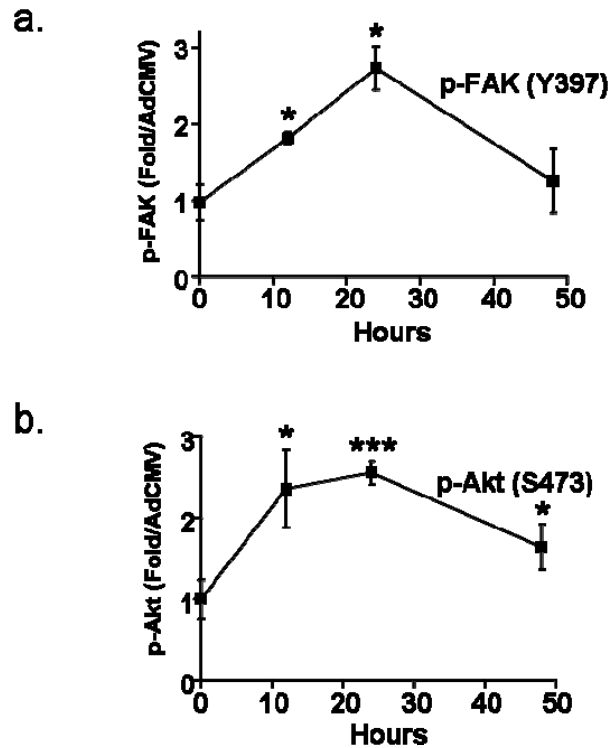 a.
p-FAK (Fold/AdCMV)
3
2
1
0
*
*
p-FAK (Y397)
0 10 20 30 40 50
Hours
b.
p-Akt (Fold/AdCMV)
3
2
1
0
*
***
p-Akt (S473)
*
0 10 20 30 40 50
Hours